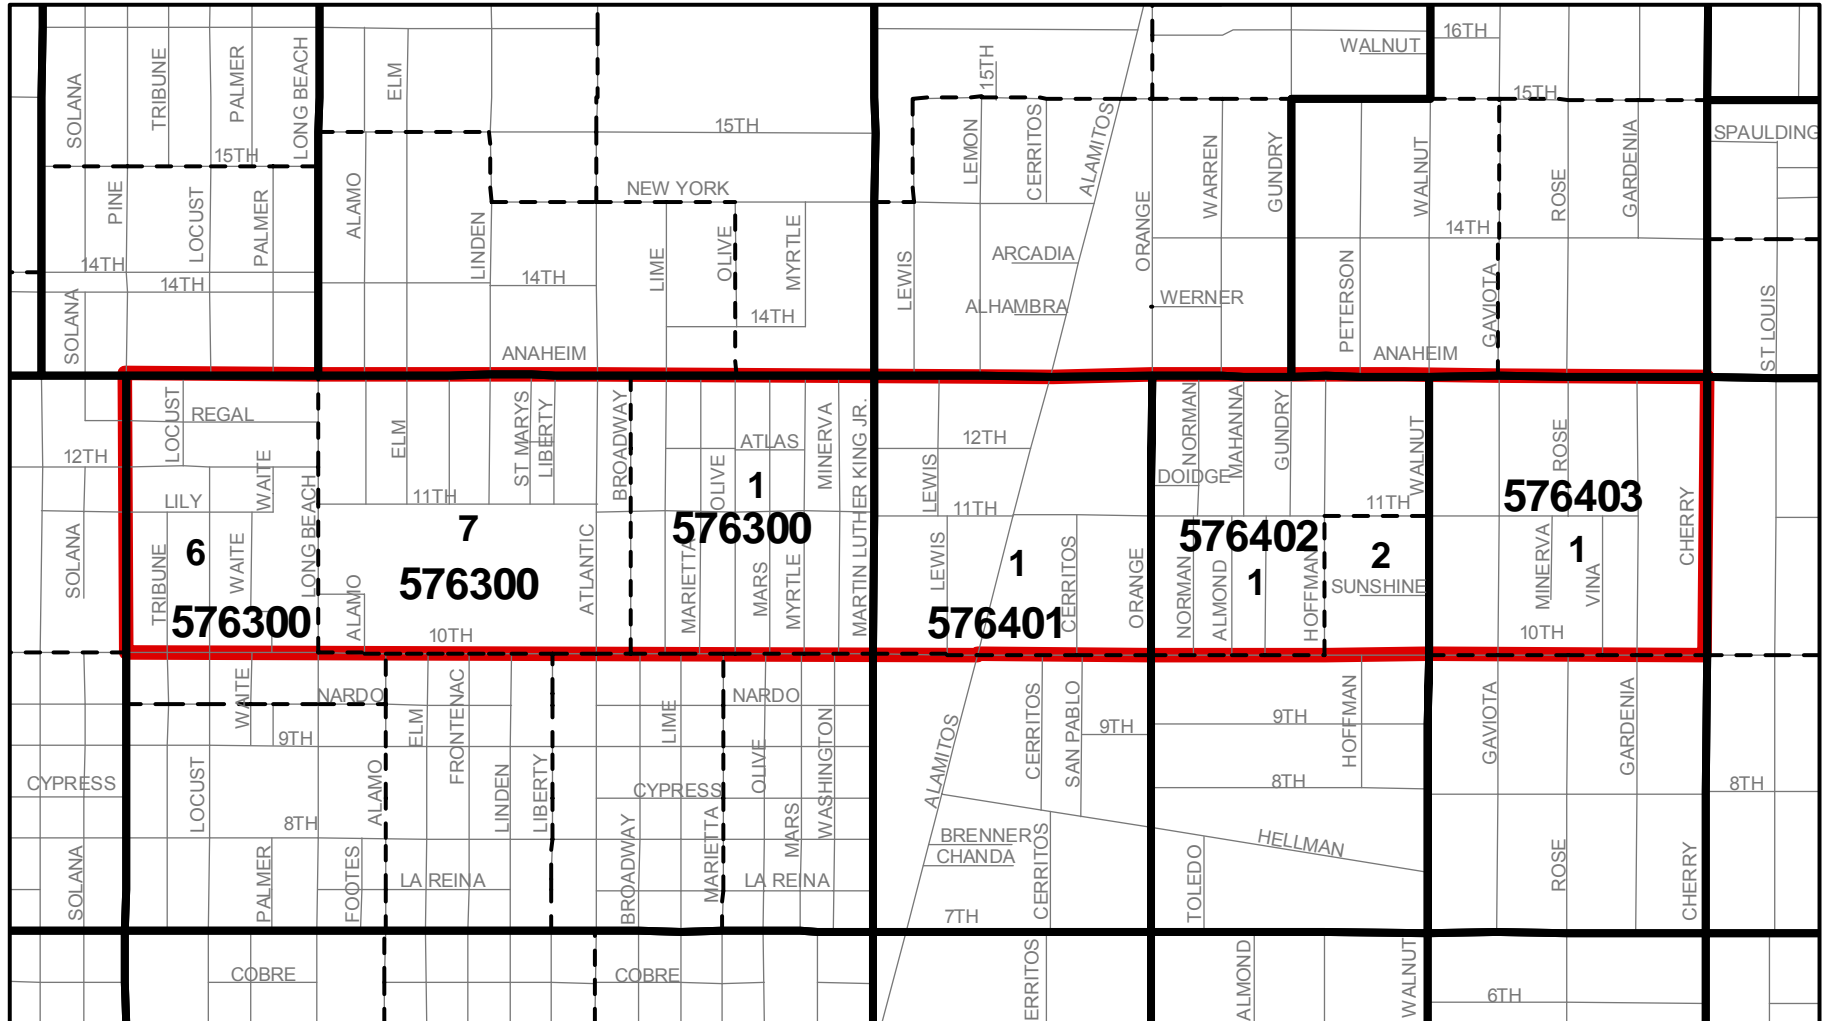 16TH
WALNUT
SOLANA
TRIBUNE
PALMER
LONG BEACH
ELM
15TH
15TH
15TH
15TH
LEMON
CERRITOS
ALAMITOS
WARREN
GUNDRY
WALNUT
ROSE
GARDENIA
SPAULDING
PINE
LOCUST
PALMER
ALAMO
LINDEN
NEW YORK
LIME
OLIVE
MYRTLE
LEWIS
ARCADIA
ORANGE
14TH
14TH
14TH
14TH
14TH
SOLANA
ALHAMBRA
WERNER
PETERSON
GAVIOTA
ST LOUIS
ANAHEIM
ANAHEIM
LOCUST
REGAL
12TH
WAITE
LILY
LONG BEACH
ELM
11TH
ST MARYS
LIBERTY
BROADWAY
ATLAS
OLIVE
MINERVA
MARTIN LUTHER KING JR.
12TH
LEWIS
11TH
NORMAN
MAHANNA
GUNDRY
DOIDGE
WALNUT
11TH
ROSE
CHERRY
1
576300
7
576300
6
576300
1
576401
576402
1
2
576403
1
SOLANA
TRIBUNE
WAITE
ALAMO
10TH
ATLANTIC
MARIETTA
MARS
MYRTLE
LEWIS
CERRITOS
ORANGE
NORMAN
ALMOND
HOFFMAN
SUNSHINE
MINERVA
VINA
10TH
WAITE
NARDO
9TH
ELM
FRONTENAC
LIME
NARDO
OLIVE
WASHINGTON
ALAMITOS
CERRITOS
SAN PABLO
9TH
9TH
HOFFMAN
GAVIOTA
GARDENIA
CYPRESS
LOCUST
8TH
ALAMO
LINDEN
LIBERTY
CYPRESS
MARS
8TH
8TH
SOLANA
PALMER
FOOTES
LA REINA
BROADWAY
MARIETTA
LA REINA
BRENNER
CHANDA
CERRITOS
HELLMAN
TOLEDO
ROSE
CHERRY
7TH
COBRE
COBRE
ERRITOS
ALMOND
WALNUT
6TH